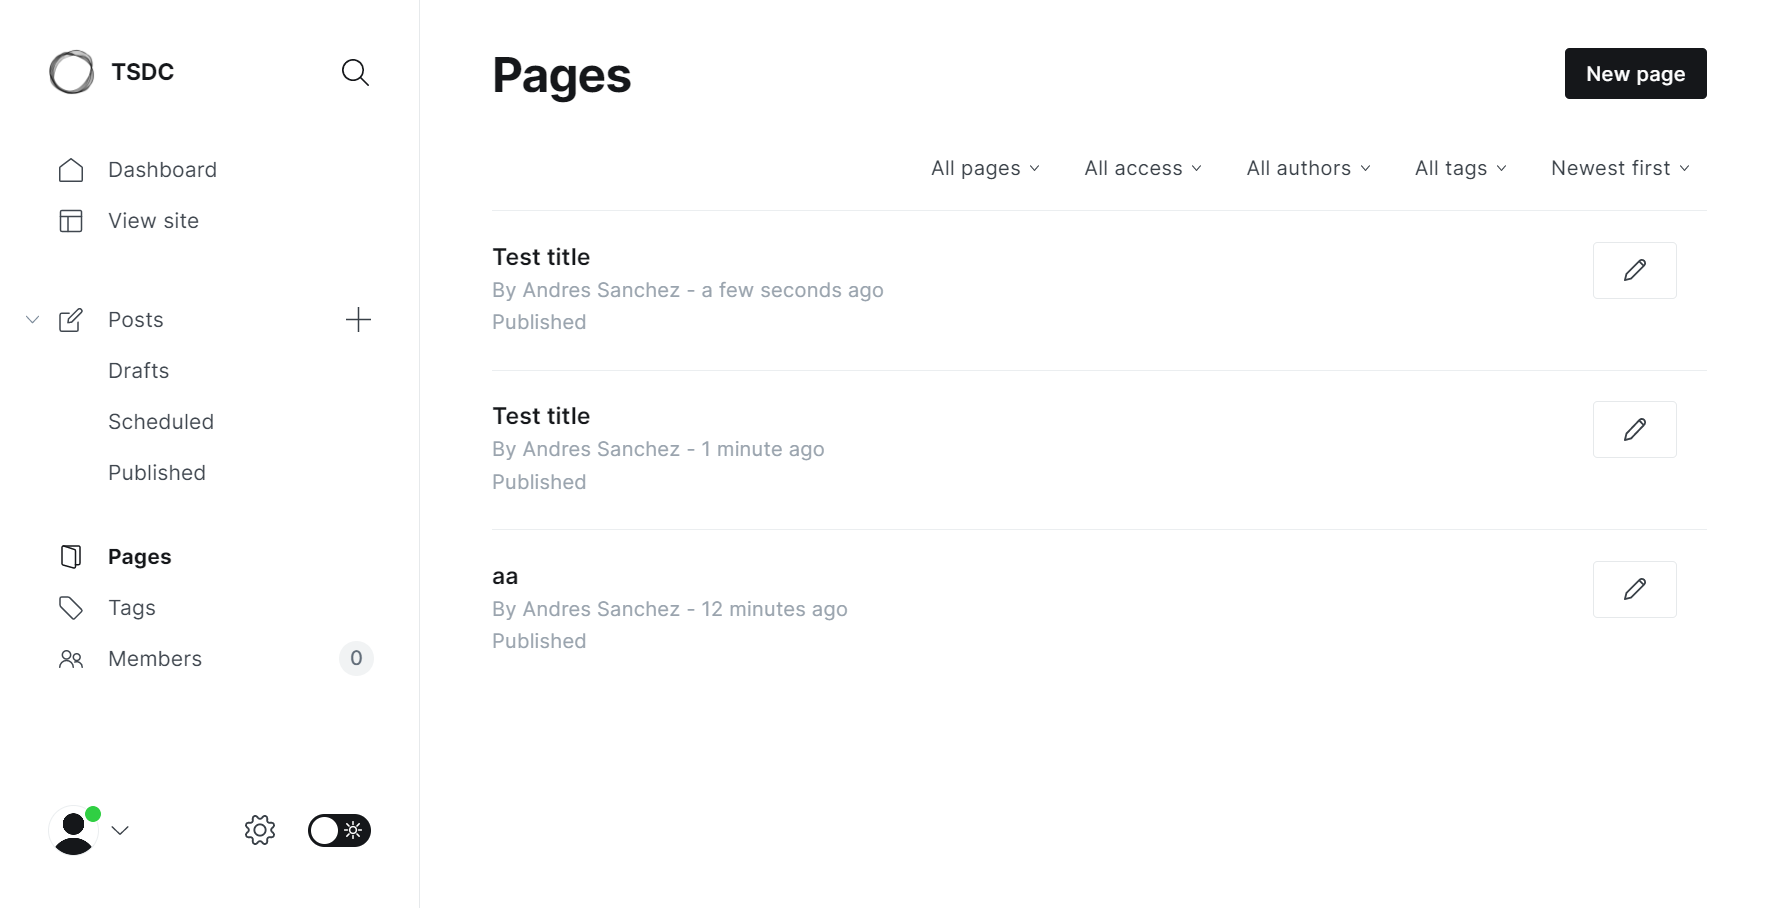 TSDC
Dashboard
View site
Posts
Drafts
Scheduled
Published
Pages
Tags
Members 0
Pages
New page
All pages All access All authors All tags Newest first
Test title
By Andres Sanchez - a few seconds ago
Published
Test title
By Andres Sanchez - 1 minute ago
Published
aa
By Andres Sanchez - 12 minutes ago
Published